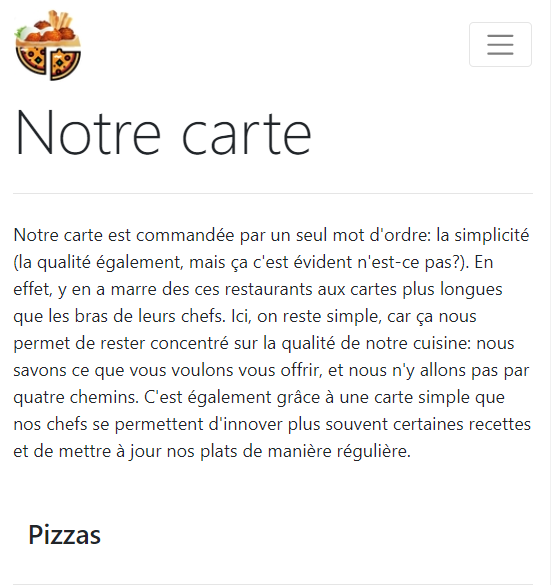 Notre carte
Notre carte est commandée par un seul mot d'ordre: la simplicité
(la qualité également, mais ça c'est évident n'est-ce pas?). En
effet, y en a marre des ces restaurants aux cartes plus longues
que les bras de leurs chefs. Ici, on reste simple, car ça nous
permet de rester concentré sur la qualité de notre cuisine: nous
savons ce que vous voulons vous offrir, et nous n'y allons pas par
quatre chemins. C'est également grâce à une carte simple que
nos chefs se permettent d'innover plus souvent certaines recettes
et de mettre à jour nos plats de manière régulière.
Pizzas